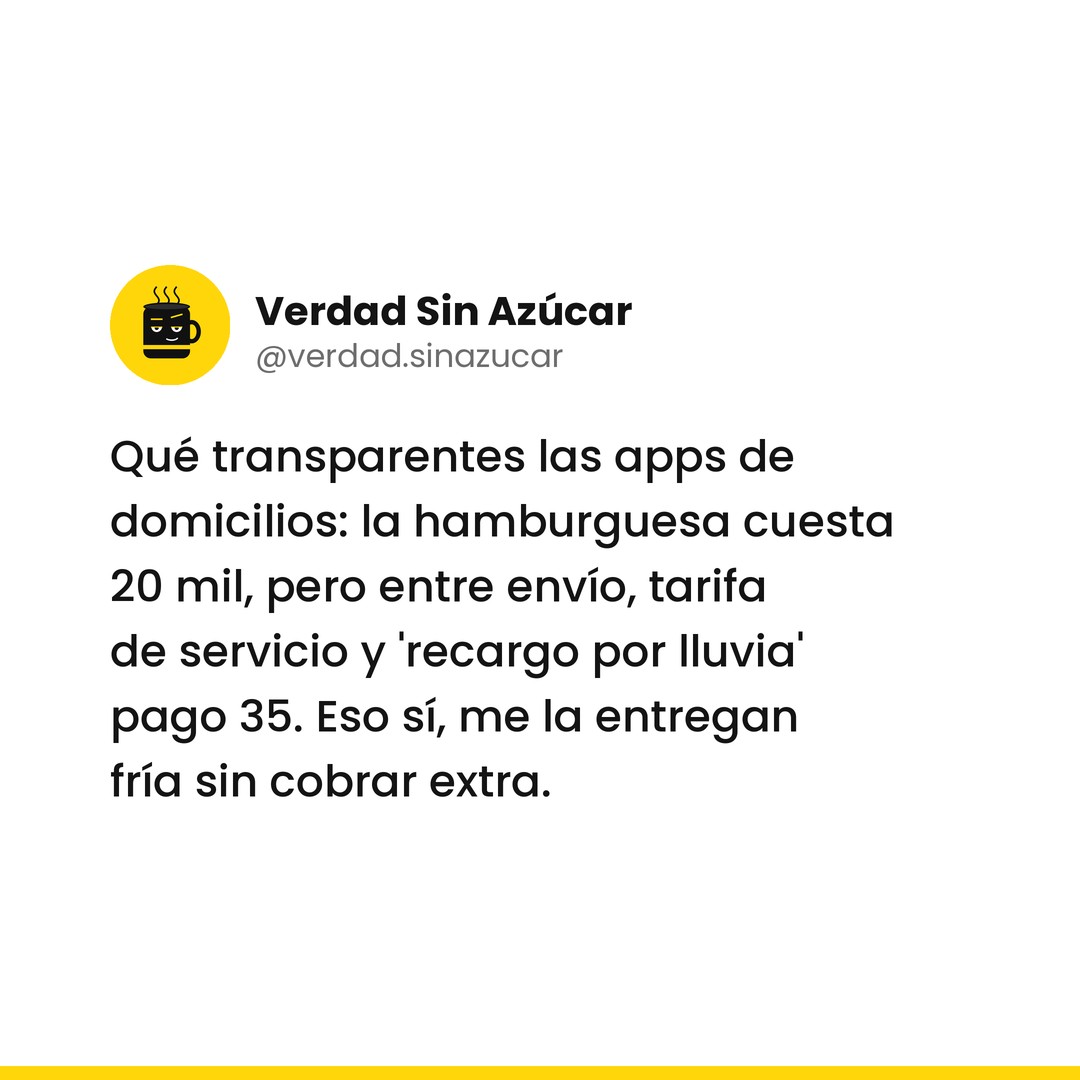 Verdad Sin Azúcar
@verdad.sinazucar
Qué transparentes las apps de
domicilios: la hamburguesa cuesta
20 mil, pero entre envío, tarifa
de servicio y 'recargo por lluvia'
pago 35. Eso sí, me la entregan
fría sin cobrar extra.